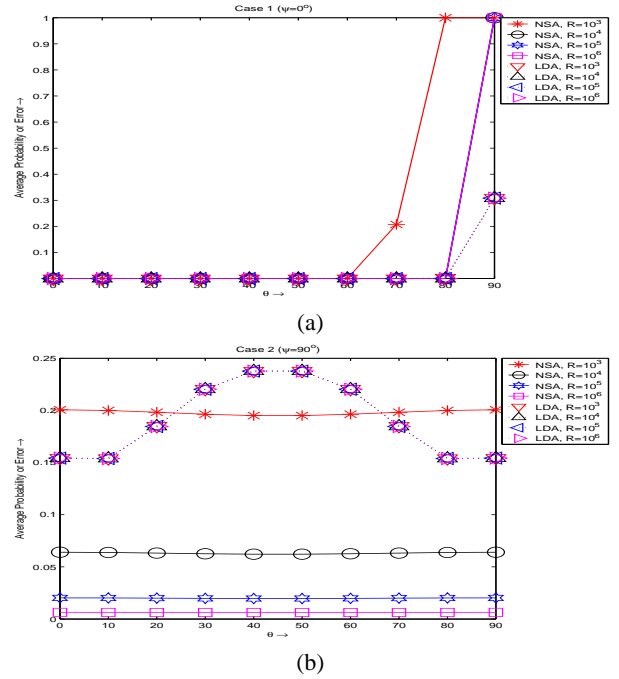 Case 1 (ψ=0°)
Average Probability or Error→
1
0.9
0.8
0.7
0.6
0.5
0.4
0.3
0.2
0.1
0 10 20 30 40 50 60 70 80 90
θ →
NSA, R=10³
NSA, R=10⁴
NSA, R=10⁵
NSA, R=10⁶
LDA, R=10³
LDA, R=10⁴
LDA, R=10⁵
LDA, R=10⁶
(a)
Case 2 (ψ=90°)
Average Probability or Error→
0.25
0.2
0.15
0.1
0.05
0
0 10 20 30 40 50 60 70 80 90
θ →
NSA, R=10³
NSA, R=10⁴
NSA, R=10⁵
NSA, R=10⁶
LDA, R=10³
LDA, R=10⁴
LDA, R=10⁵
LDA, R=10⁶
(b)